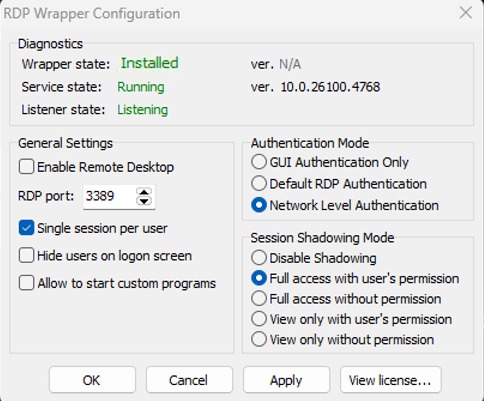 RDP Wrapper Configuration
Diagnostics
Wrapper state: Installed ver. N/A
Service state: Running ver. 10.0.26100.4768
Listener state: Listening
General Settings
Enable Remote Desktop
RDP port: 3389
Single session per user
Hide users on logon screen
Allow to start custom programs
Authentication Mode
GUI Authentication Only
Default RDP Authentication
Network Level Authentication
Session Shadowing Mode
Disable Shadowing
Full access with user's permission
Full access without permission
View only with user's permission
View only without permission
OK Cancel Apply View license...